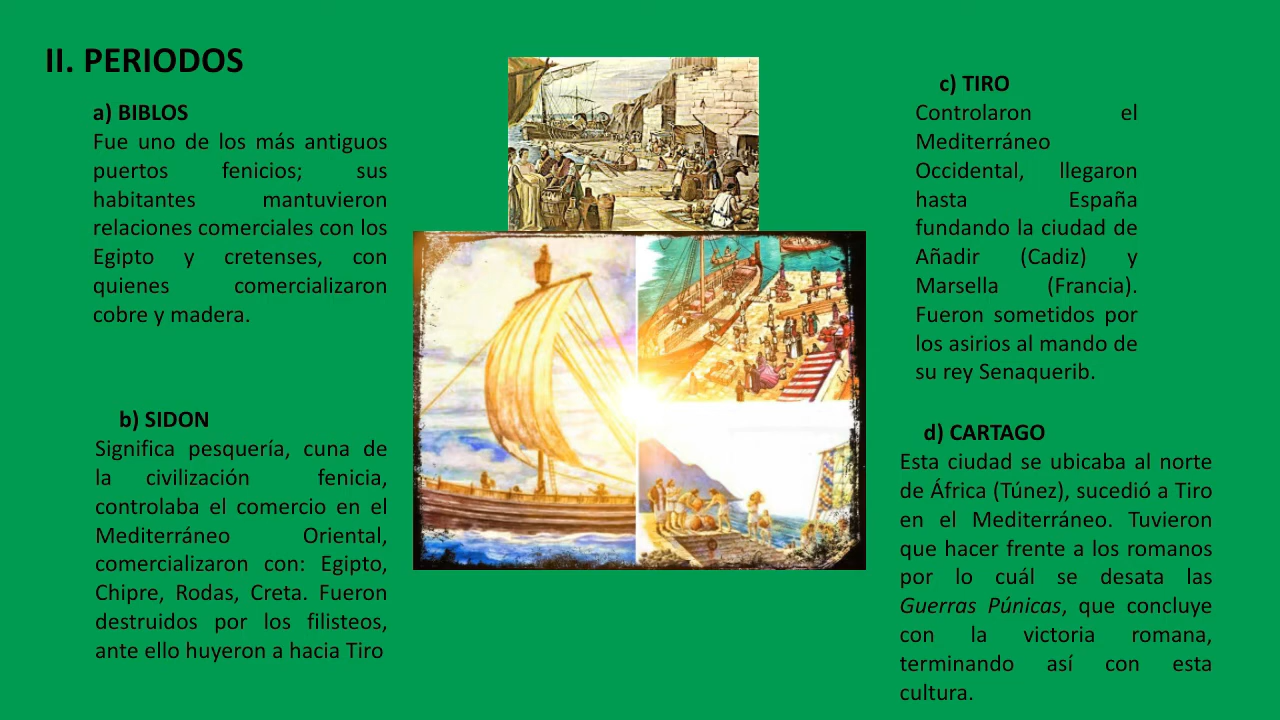 II. PERIODOS
a) BIBLOS
Fue uno de los más antiguos
puertos fenicios; sus
habitantes mantuvieron
relaciones comerciales con los
Egipto y cretenses, con
quienes comercializaron
cobre y madera.
b) SIDON
Significa pesquería, cuna de
la civilización fenicia,
controlaba el comercio en el
Mediterráneo Oriental,
comercializaron con: Egipto,
Chipre, Rodas, Creta. Fueron
destruidos por los filisteos,
ante ello huyeron a hacia Tiro
c) TIRO
Controlaron el
Mediterráneo
Occidental, llegaron
hasta España
fundando la ciudad de
Añadir (Cadiz) y
Marsella (Francia).
Fueron sometidos por
los asirios al mando de
su rey Senaquerib.
d) CARTAGO
Esta ciudad se ubicaba al norte
de África (Túnez), sucedió a Tiro
en el Mediterráneo. Tuvieron
que hacer frente a los romanos
por lo cuál se desata las
Guerras Púnicas, que concluye
con la victoria romana,
terminando así con esta
cultura.